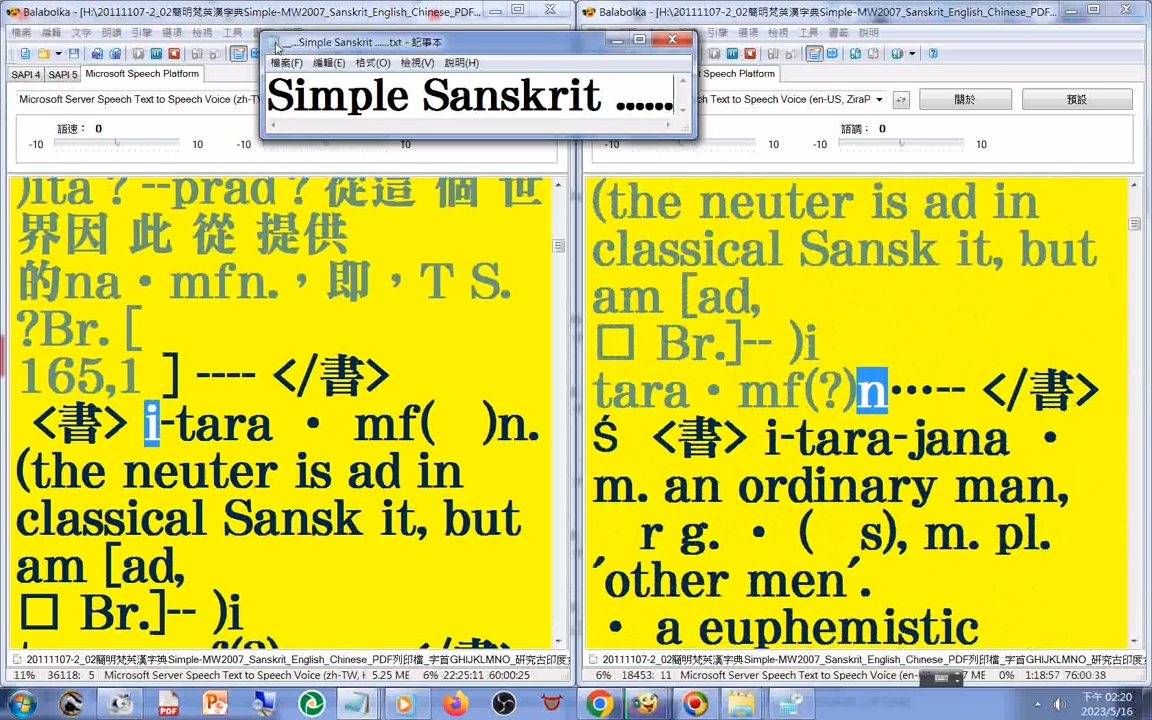 Balabolka - [H:\20111107-2_02簡明梵英漢字典Simple-MW2007_Sanskrit_English_Chinese_PDF...
Balabolka - [H:\20111107-2_02簡明梵英漢字典Simple-MW2007_Sanskrit_English_Chinese_PDF...
檔案 編輯 文字 朗讀 引擎 選項 檢視 工具
...Simple Sanskrit ......txt - 記事本
檔案(F) 編輯(E) 格式(O) 檢視(V) 說明(H)
Simple Sanskrit ......
SAPI 4 SAPI 5 Microsoft Speech Platform
Microsoft Server Speech Text to Speech Voice (zh-TW
Speech Text to Speech Voice (en-US, ZiraP
關於
預設
語速: 0
語調: 0
-10
10
-10
10
-10
10
-10
10
)ita ? --prad ? 從這 個 世
界因 此 從 提供
的na • mfn. , 即 , T S.
?Br. [
165,1 ] ---- </書>
<書> i-tara • mf( )n.
(the neuter is ad in
classical Sansk it, but
am [ad,
□ Br.]-- )i
(the neuter is ad in
classical Sansk it, but
am [ad,
□ Br.]-- )i
tara • mf(?)n…-- </書>
Ś <書> i-tara-jana •
m. an ordinary man,
r g. • ( s), m. pl.
´other men´.
• a euphemistic
20111107-2_02簡明梵英漢字典Simple-MW2007_Sanskrit_English_Chinese_PDF列印檔_字首GHIJKLMNO_研究古印度
20111107-2_02簡明梵英漢字典Simple-MW2007_Sanskrit_English_Chinese_PDF列印檔_字首GHIJKLMNO_研究古印度
11% 36118: 5 Microsoft Server Speech Text to Speech Voice (zh-TW, 5.25 ME 22:25:11 60:00:25
6% 18453: 11 Microsoft Server Speech Text to Speech 0% 1:18:57 76:00:38
下午 02:20
2023/5/16